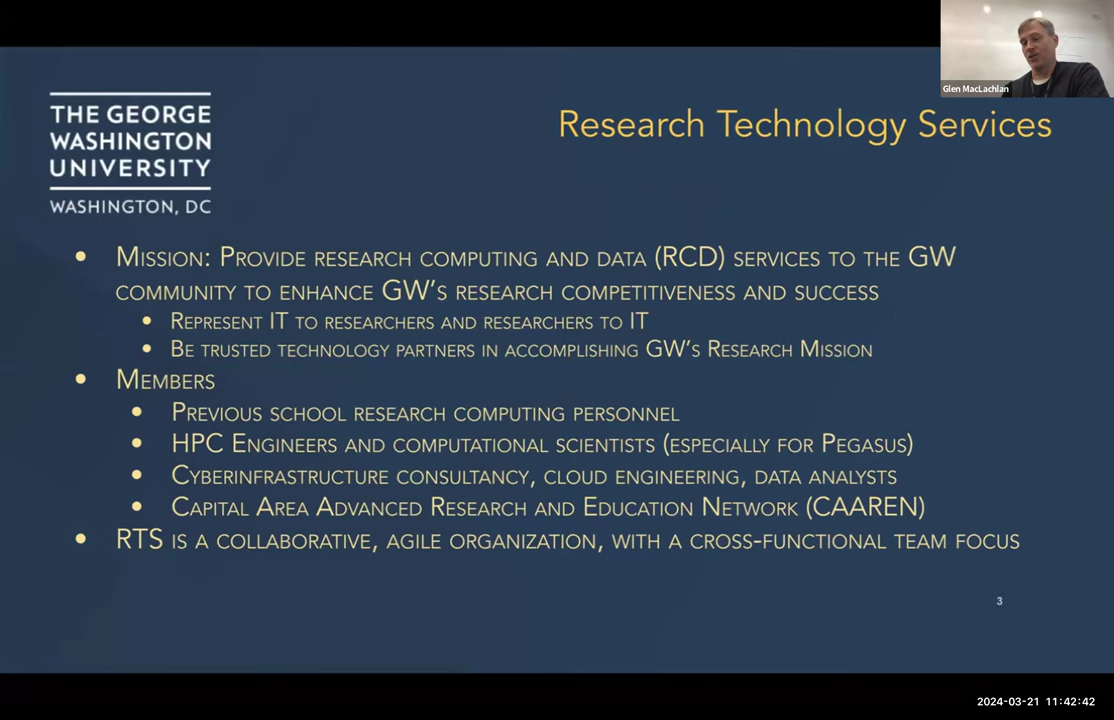 Glen MacLachlan
THE GEORGE
WASHINGTON
UNIVERSITY
WASHINGTON, DC
Research Technology Services
• Mission: Provide research computing and data (RCD) services to the GW
community to enhance GW's research competitiveness and success
• Represent IT to researchers and researchers to IT
• Be trusted technology partners in accomplishing GW's Research Mission
• Members
• Previous school research computing personnel
• HPC Engineers and computational scientists (especially for Pegasus)
• Cyberinfrastructure consultancy, cloud engineering, data analysts
• Capital Area Advanced Research and Education Network (CAAREN)
• RTS is a collaborative, agile organization, with a cross-functional team focus
3
2024-03-21 11:42:42